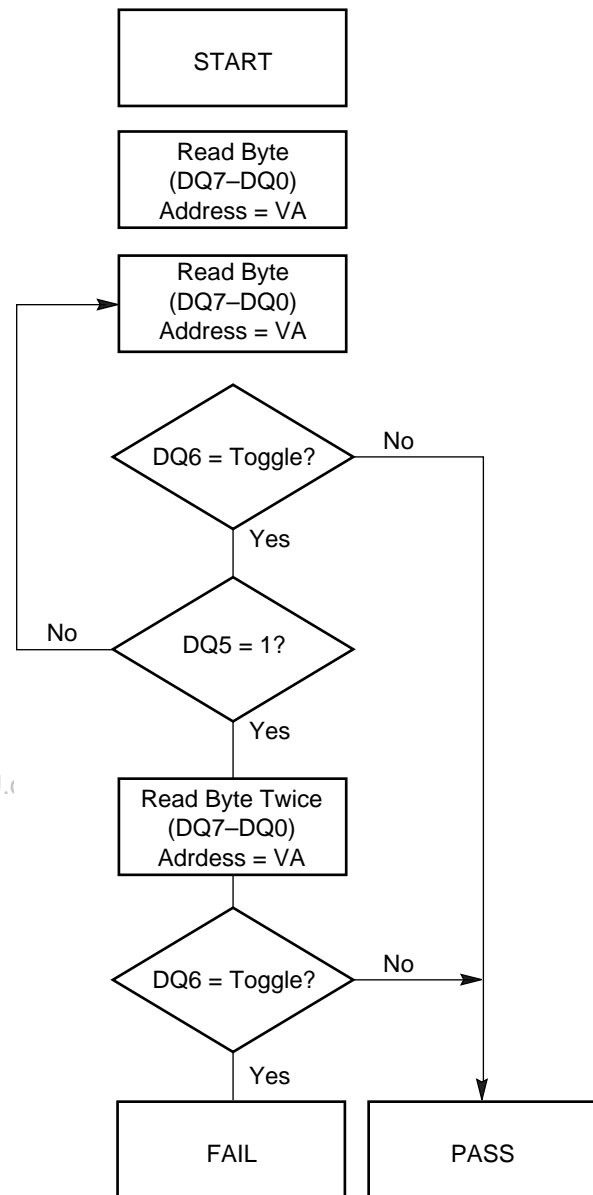 START
Read Byte
(DQ7–DQ0)
Address = VA
Read Byte
(DQ7–DQ0)
Address = VA
DQ6 = Toggle?
No
Yes
No
DQ5 = 1?
Yes
Read Byte Twice
(DQ7–DQ0)
Adrdess = VA
DQ6 = Toggle?
No
Yes
FAIL
PASS